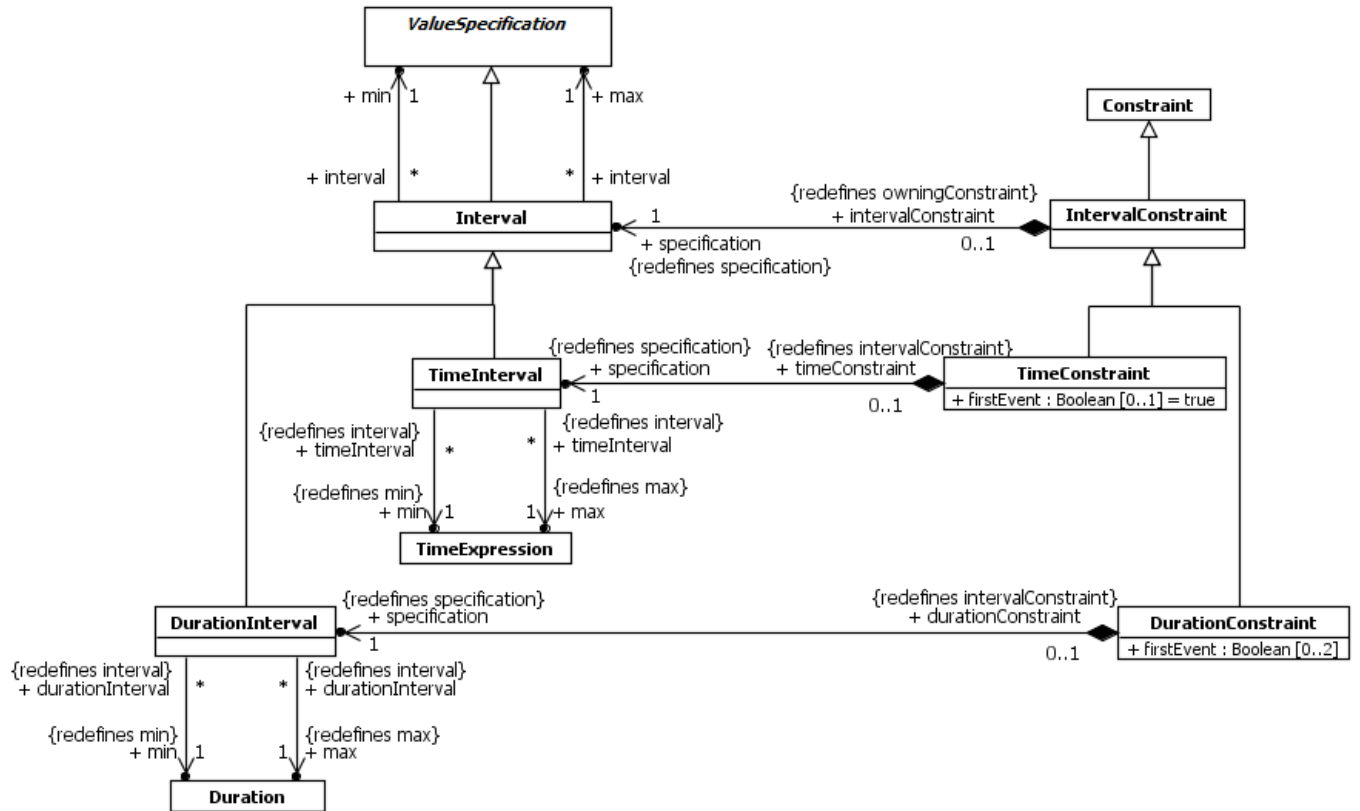 ValueSpecification
+ min
1
1
+ max
Constraint
+ interval
*
*
+ interval
{redefines owningConstraint}
Interval
1
+ intervalConstraint
IntervalConstraint
+ specification
0..1
{redefines specification}
{redefines specification}
{redefines intervalConstraint}
TimeInterval
+ specification
+ timeConstraint
TimeConstraint
1
0..1
+ firstEvent : Boolean [0..1] = true
{redefines interval}
{redefines interval}
+ timeInterval
*
*
+ timeInterval
{redefines min}
{redefines max}
+ min
1
1
+ max
TimeExpression
{redefines specification}
{redefines intervalConstraint}
DurationInterval
+ specification
+ durationConstraint
DurationConstraint
1
0..1
+ firstEvent : Boolean [0..2]
{redefines interval}
{redefines interval}
+ durationInterval
*
*
+ durationInterval
{redefines min}
{redefines max}
+ min
1
1
+ max
Duration